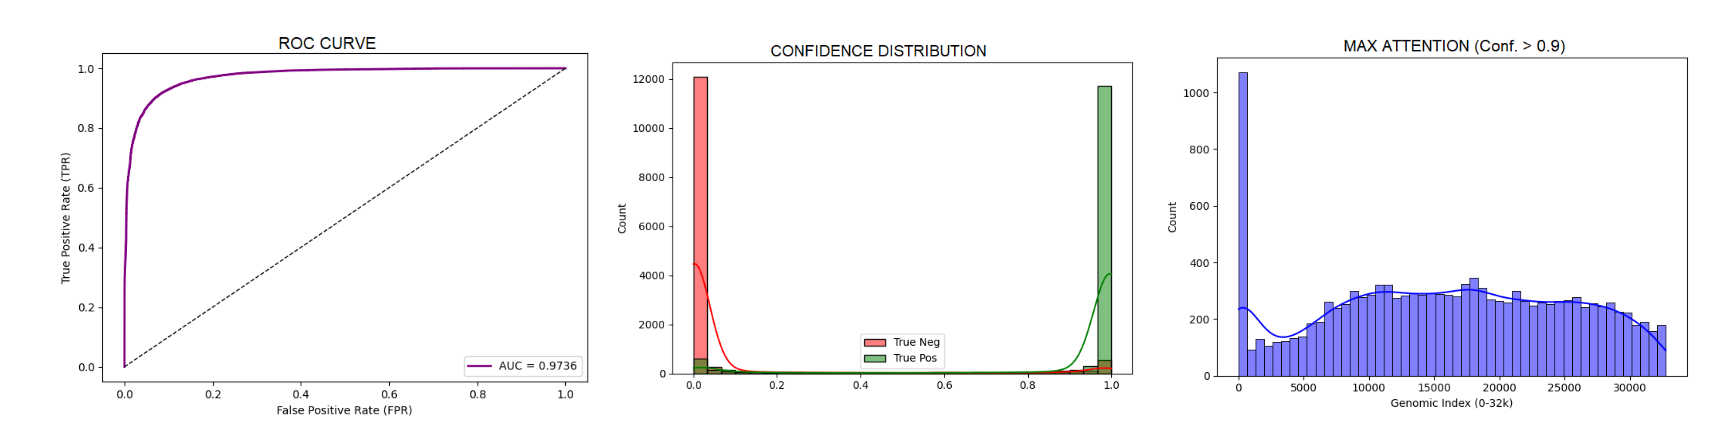 ROC CURVE
1.0
0.8
0.6
0.4
0.2
0.0
True Positive Rate (TPR)
0.0 0.2 0.4 0.6 0.8 1.0
False Positive Rate (FPR)
AUC = 0.9736
CONFIDENCE DISTRIBUTION
12000
10000
8000
6000
4000
2000
0
Count
0.0 0.2 0.4 0.6 0.8 1.0
True Neg
True Pos
MAX ATTENTION (Conf. > 0.9)
1000
800
600
400
200
0
Count
0 5000 10000 15000 20000 25000 30000
Genomic Index (0-32k)